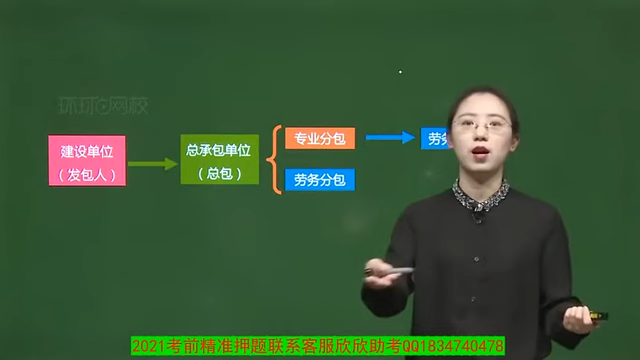 环球网校
建设单位
（发包人）
总承包单位
（总包）
专业分包
劳务分包
劳务
2021考前精准押题联系客服欣欣助考QQ1834740478